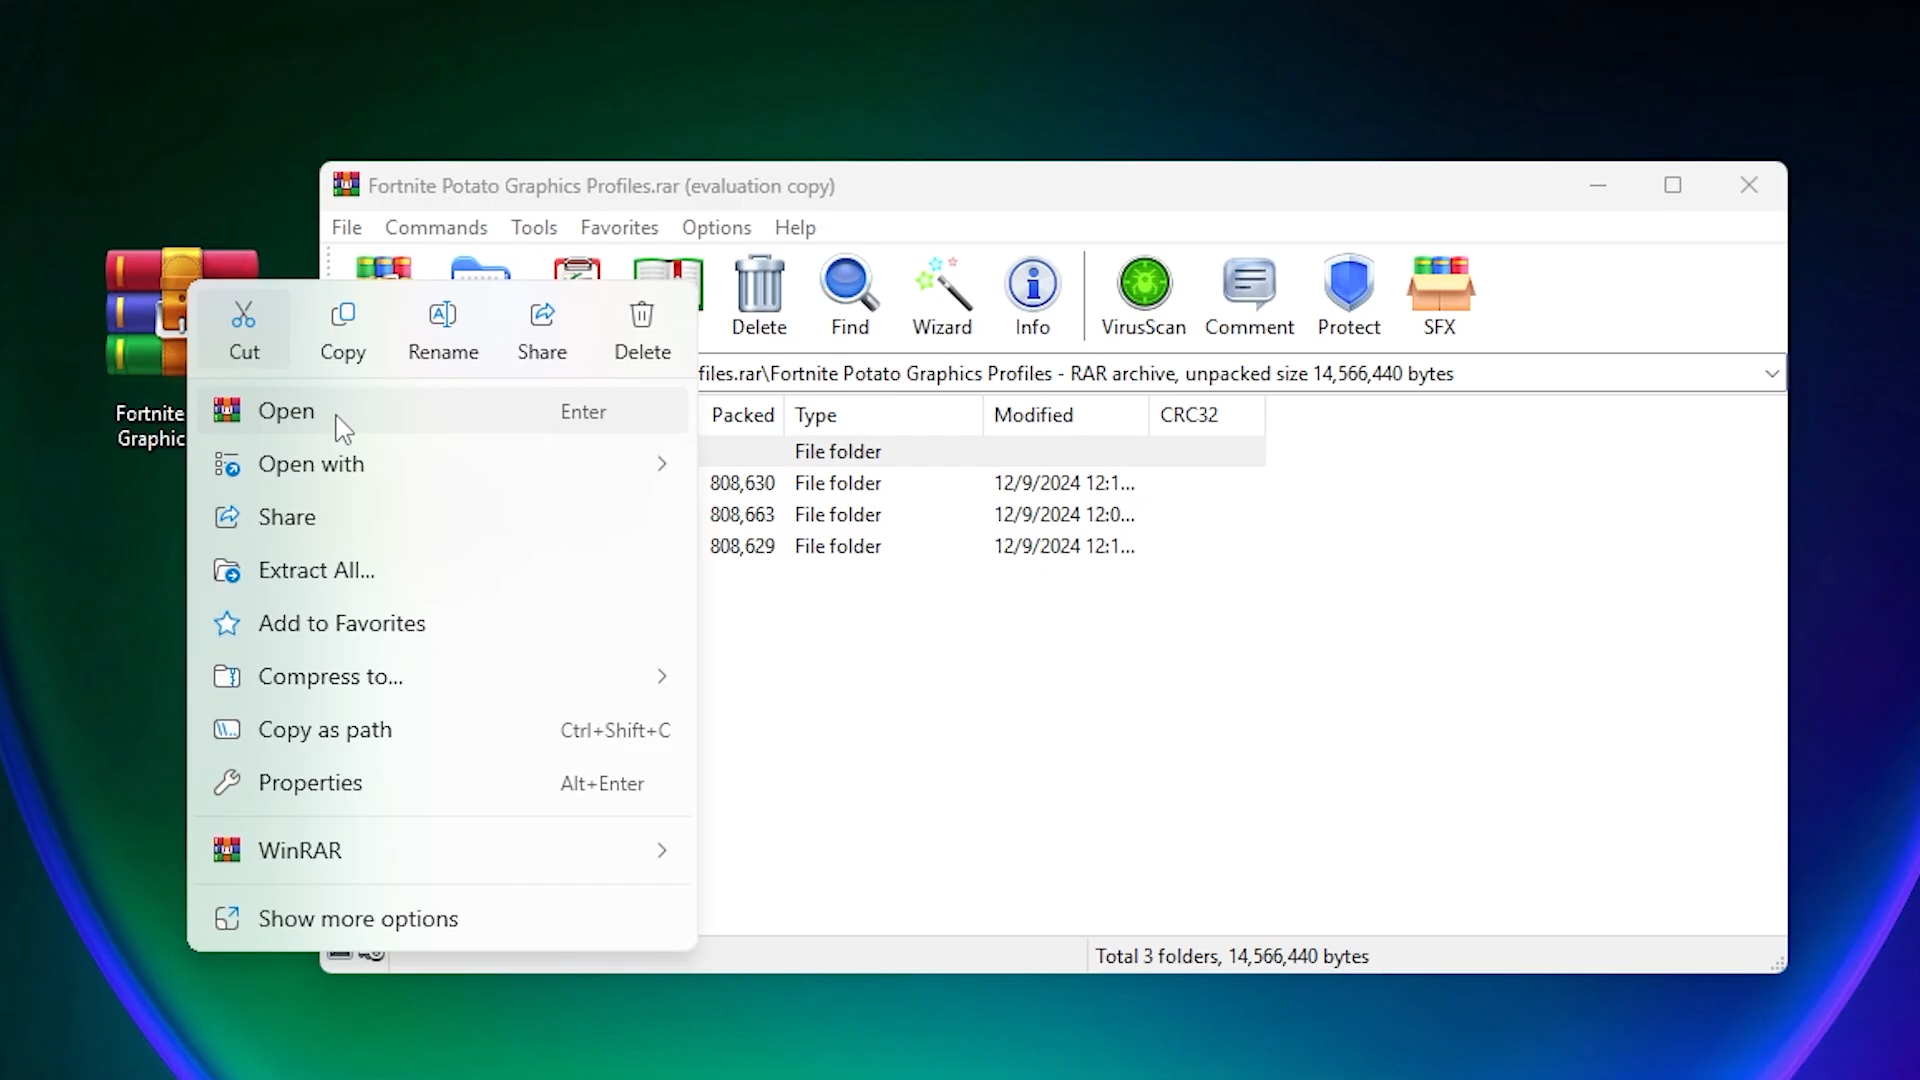 Fortnite Potato Graphics Profiles.rar (evaluation copy)
File Commands Tools Favorites Options Help
Delete Find Wizard Info VirusScan Comment Protect SFX
files.rar\Fortnite Potato Graphics Profiles - RAR archive, unpacked size 14,566,440 bytes
Packed Type Modified CRC32
File folder
808,630 File folder 12/9/2024 12:1...
808,663 File folder 12/9/2024 12:0...
808,629 File folder 12/9/2024 12:1...
Total 3 folders, 14,566,440 bytes
Fortnite
Graphic
Cut Copy Rename Share Delete
Open Enter
Open with
Share
Extract All...
Add to Favorites
Compress to...
Copy as path Ctrl+Shift+C
Properties Alt+Enter
WinRAR
Show more options